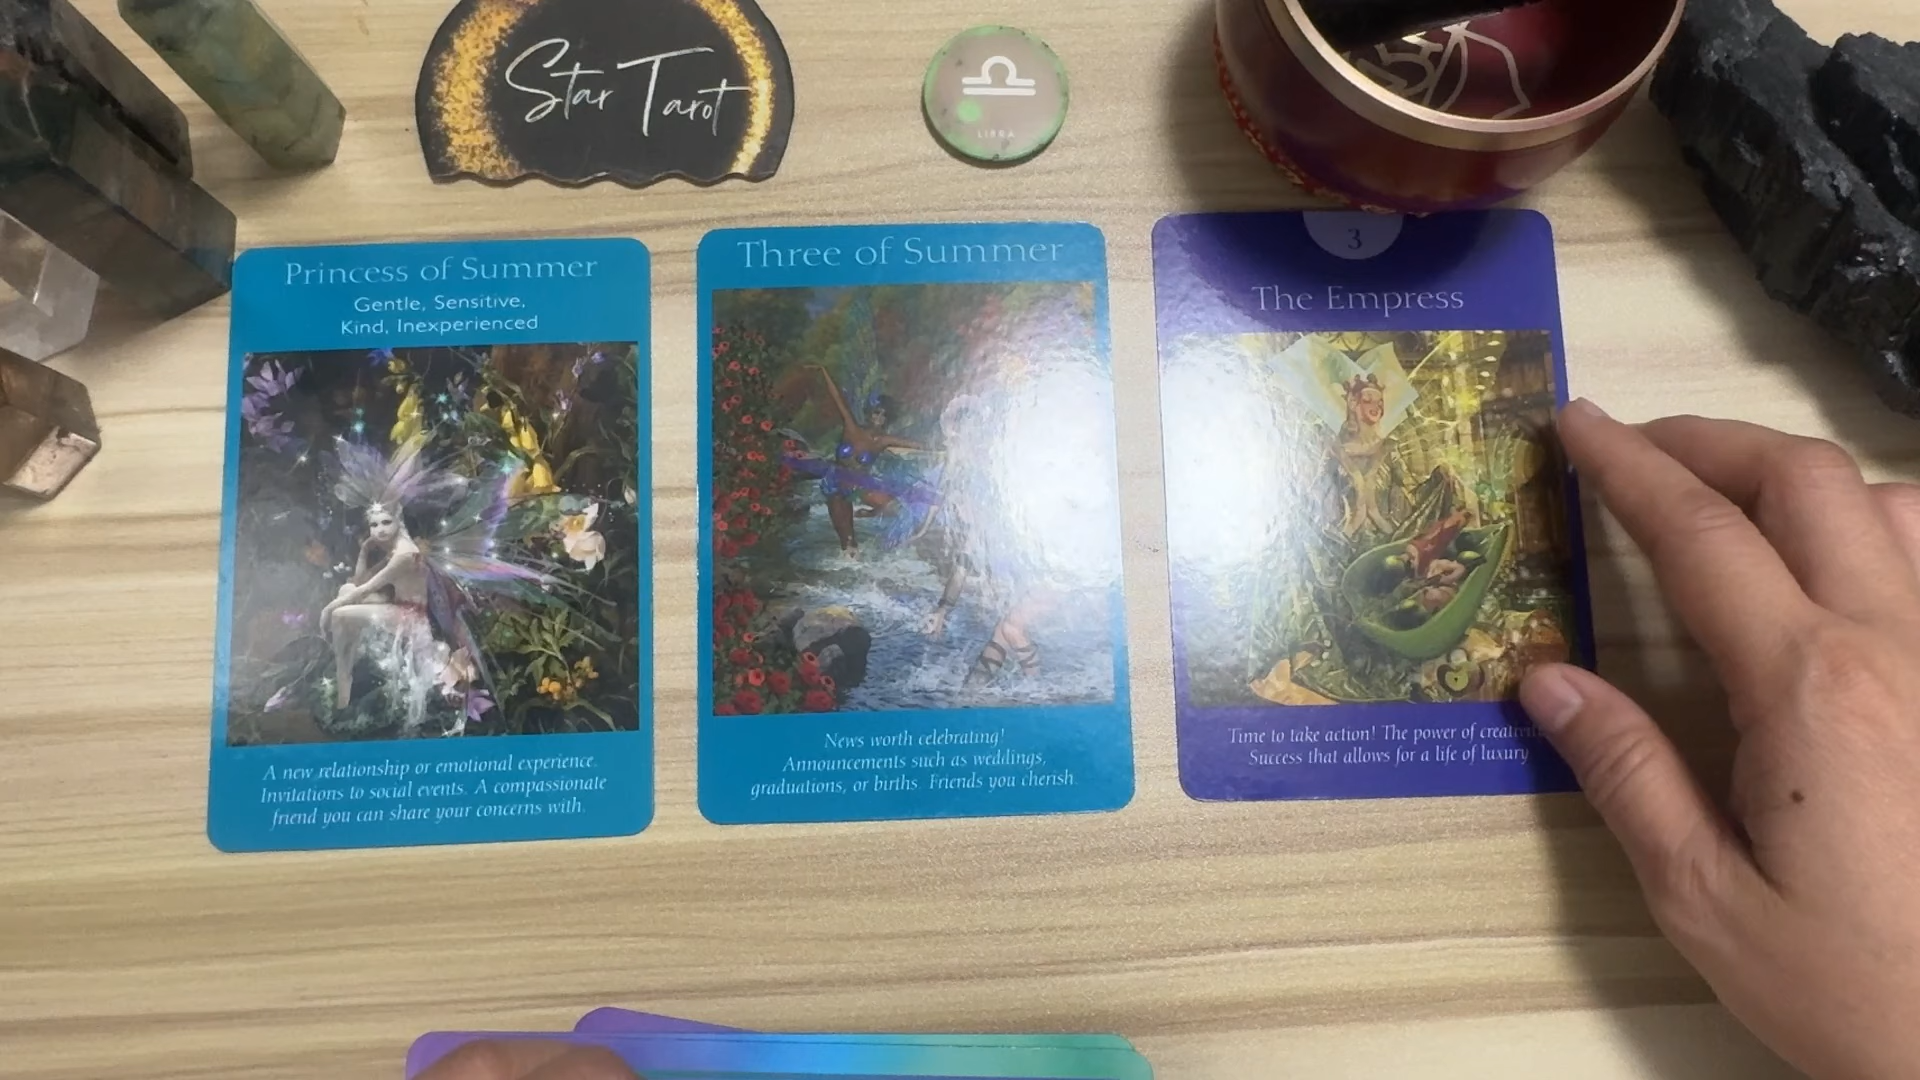 Star Tarot
LIBRA
Princess of Summer
Gentle, Sensitive,
Kind, Inexperienced
A new relationship or emotional experience.
Invitations to social events. A compassionate
friend you can share your concerns with.
Three of Summer
News worth celebrating!
Announcements such as weddings,
graduations, or births. Friends you cherish.
3
The Empress
Time to take action! The power of
Success that allows for a life of luxury